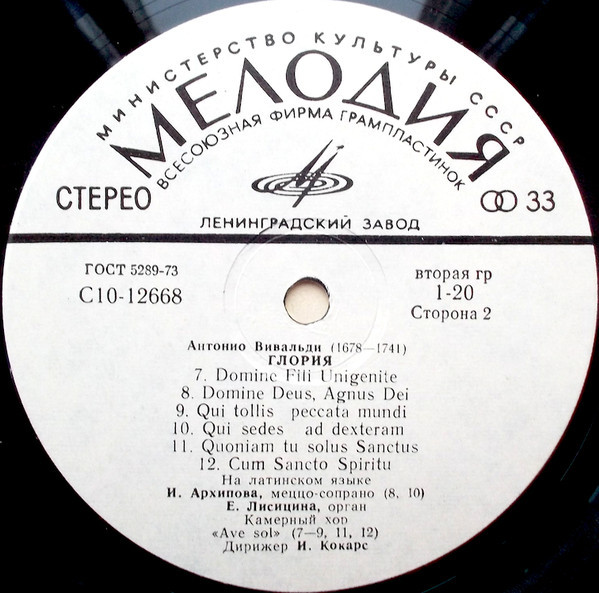 МИНИСТЕРСТВО КУЛЬТУРЫ СССР
МЕЛОДИЯ
ВСЕСОЮЗНАЯ ФИРМА ГРАМПЛАСТИНОК
СТЕРЕО
33
ЛЕНИНГРАДСКИЙ ЗАВОД
ГОСТ 5289-73
С10-12668
вторая гр
1-20
Сторона 2
Антонио Вивальди (1678—1741)
ГЛОРИЯ
7. Domine Fili Unigenite
8. Domine Deus, Agnus Dei
9. Qui tollis peccata mundi
10. Qui sedes ad dexteram
11. Quoniam tu solus Sanctus
12. Cum Sancto Spiritu
На латинском языке
И. Архипова, меццо-сопрано (8, 10)
Е. Лисицина, орган
Камерный хор
«Ave sol» (7—9, 11, 12)
Дирижер И. Кокарс